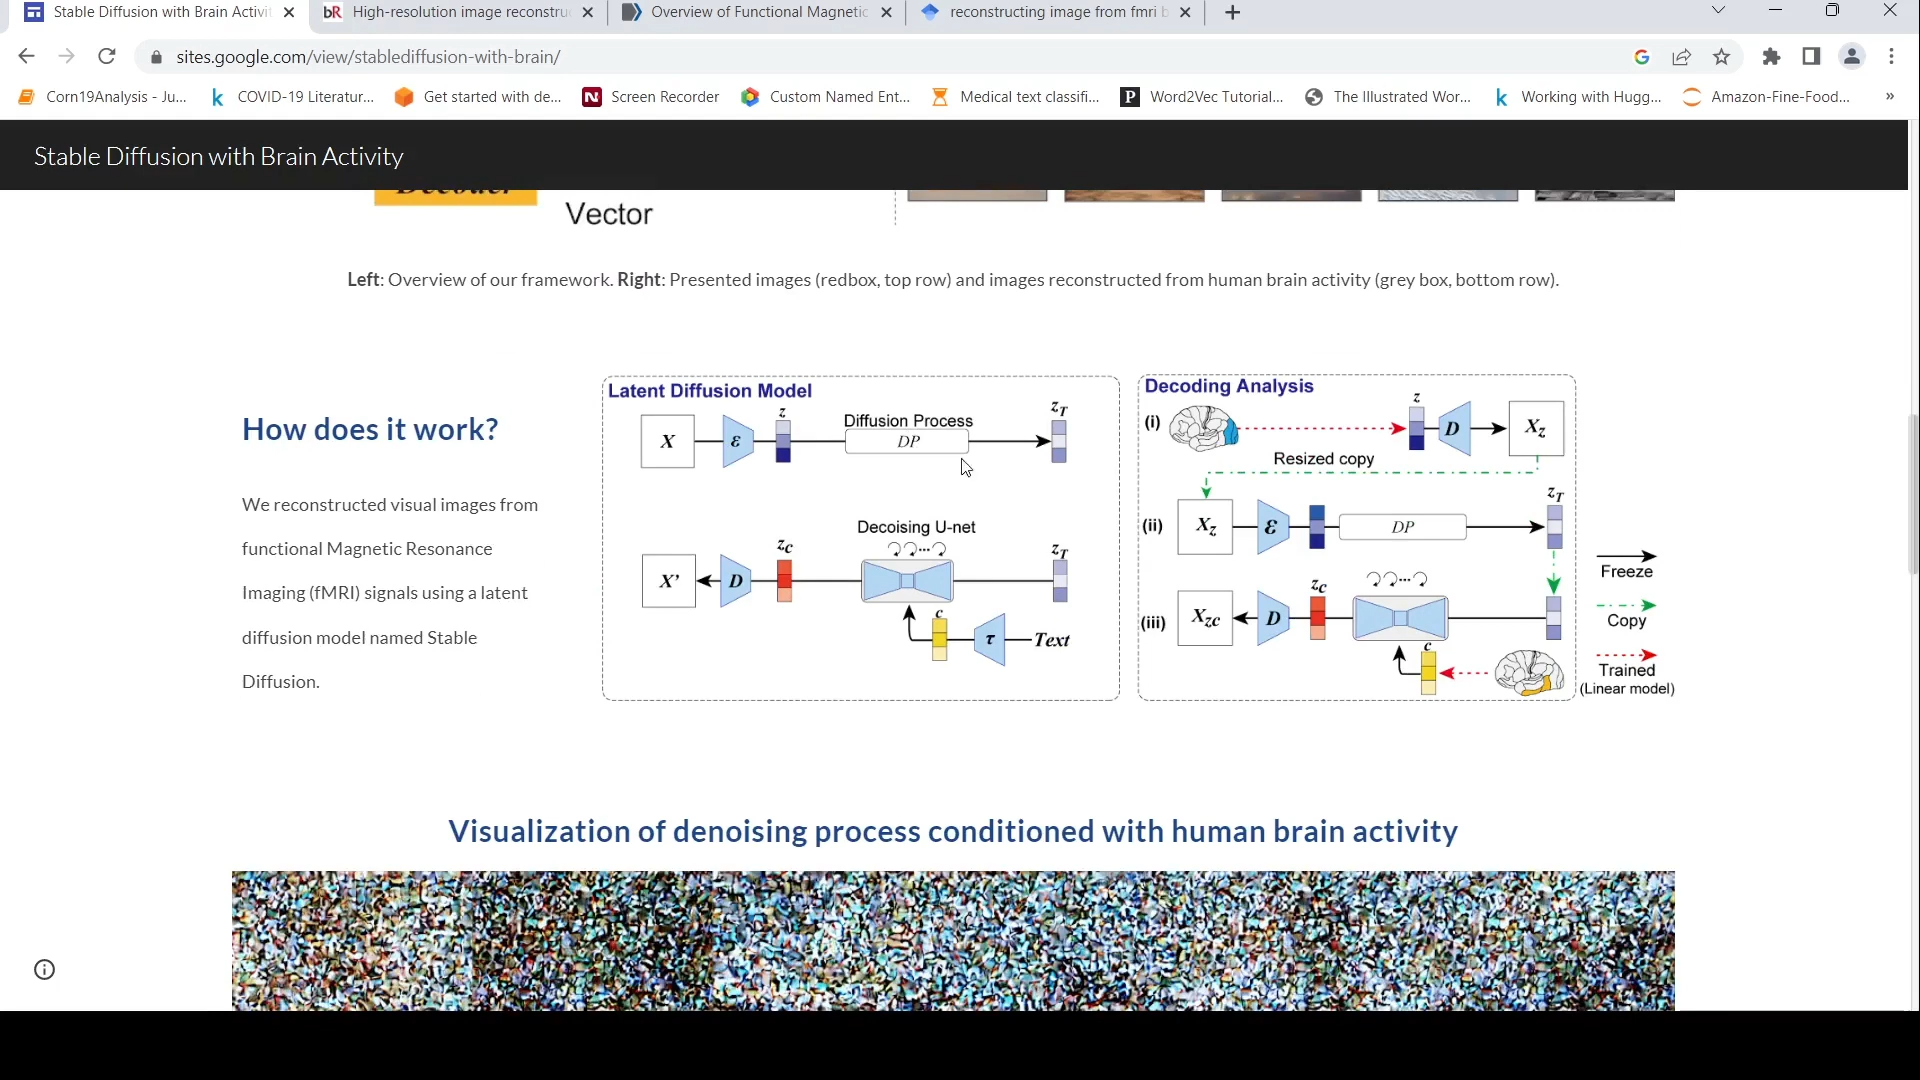 Stable Diffusion with Brain Activit
High-resolution image reconstru
Overview of Functional Magnetic
reconstructing image from fmri b
sites.google.com/view/stablediffusion-with-brain/
Corn19Analysis - Ju...
COVID-19 Literatur...
Get started with de...
Screen Recorder
Custom Named Ent...
Medical text classifi...
Word2Vec Tutorial...
The Illustrated Wor...
Working with Hugg...
Amazon-Fine-Food...
»
Stable Diffusion with Brain Activity
Decoder
Vector
Left: Overview of our framework. Right: Presented images (redbox, top row) and images reconstructed from human brain activity (grey box, bottom row).
How does it work?
We reconstructed visual images from
functional Magnetic Resonance
Imaging (fMRI) signals using a latent
diffusion model named Stable
Diffusion.
Latent Diffusion Model
X
ε
z
Diffusion Process
DP
zT
Decoising U-net
X’
D
zc
zT
c
τ
Text
Decoding Analysis
(i)
z
D
Xz
Resized copy
(ii)
Xz
ε
DP
zT
(iii)
Xzc
D
zc
c
Freeze
Copy
Trained
(Linear model)
Visualization of denoising process conditioned with human brain activity